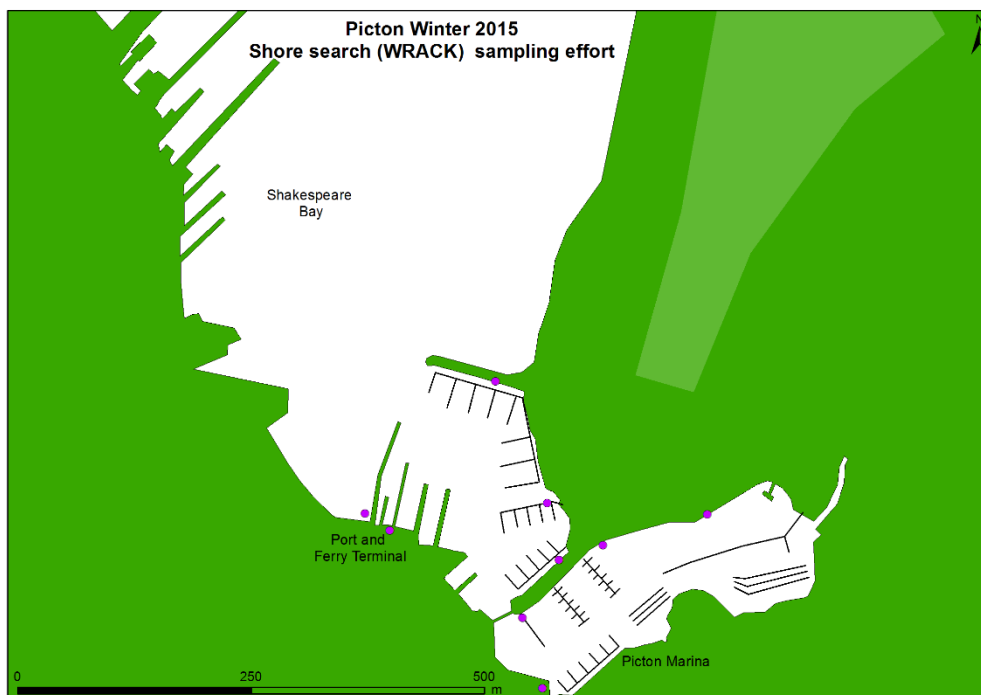 Picton Winter 2015
Shore search (WRACK) sampling effort
N
Shakespeare
Bay
Port and
Ferry Terminal
Picton Marina
0 250 500
m